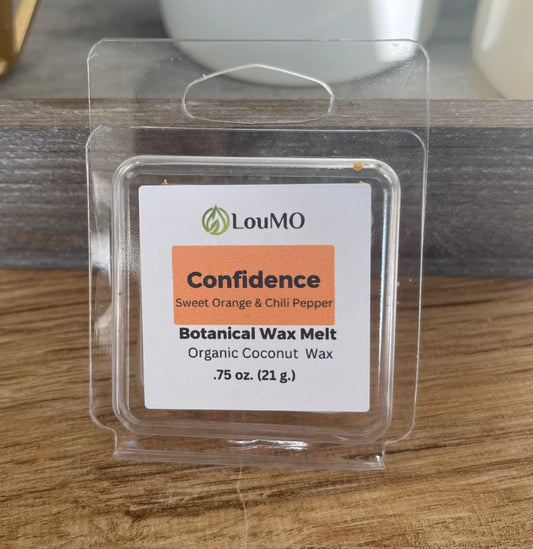 LouMO
Confidence
Sweet Orange & Chili Pepper
Botanical Wax Melt
Organic Coconut Wax
.75 oz. (21 g.)